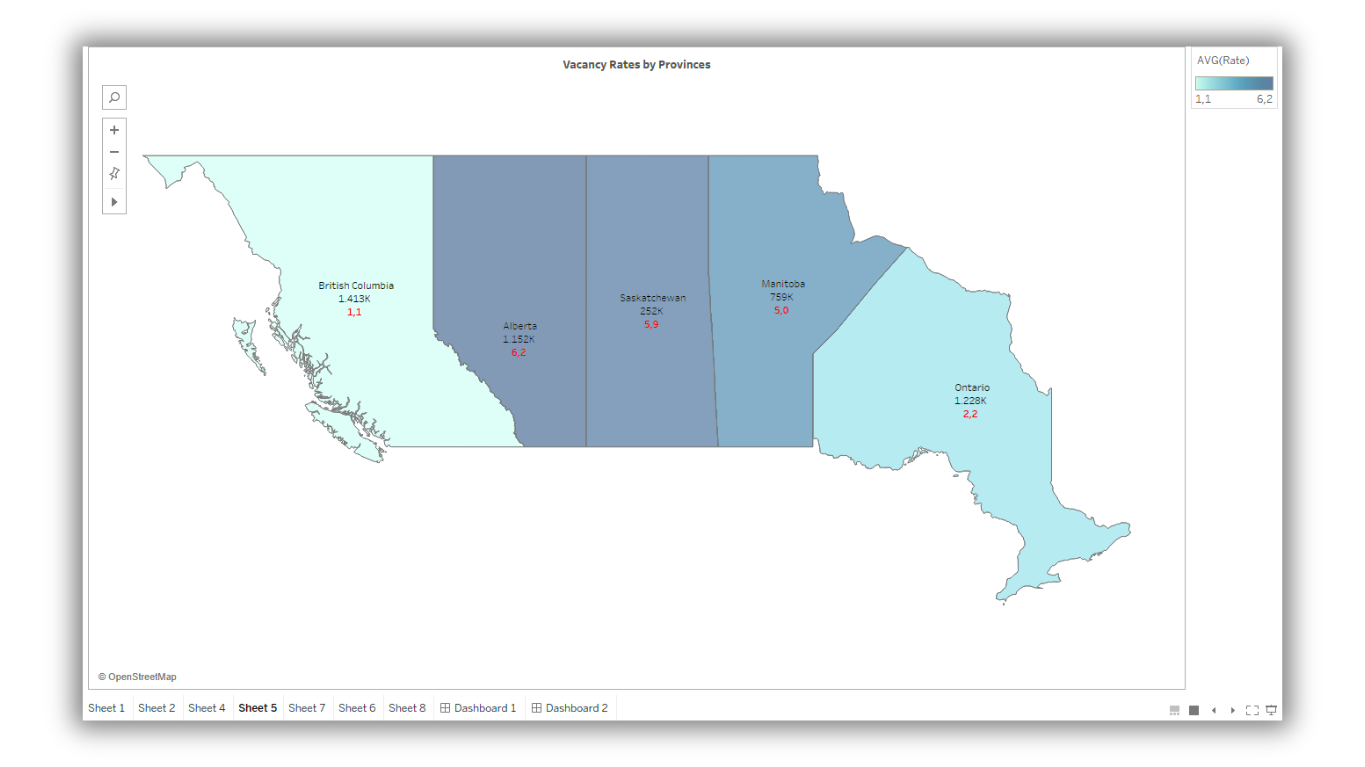 Vacancy Rates by Provinces
AVG(Rate)
1,1 6,2
British Columbia
1.413K
1,1
Alberta
1.152K
6,2
Saskatchewan
252K
5,9
Manitoba
759K
5,0
Ontario
1.228K
2,2
© OpenStreetMap
Sheet 1 Sheet 2 Sheet 4 Sheet 5 Sheet 7 Sheet 6 Sheet 8 Dashboard 1 Dashboard 2